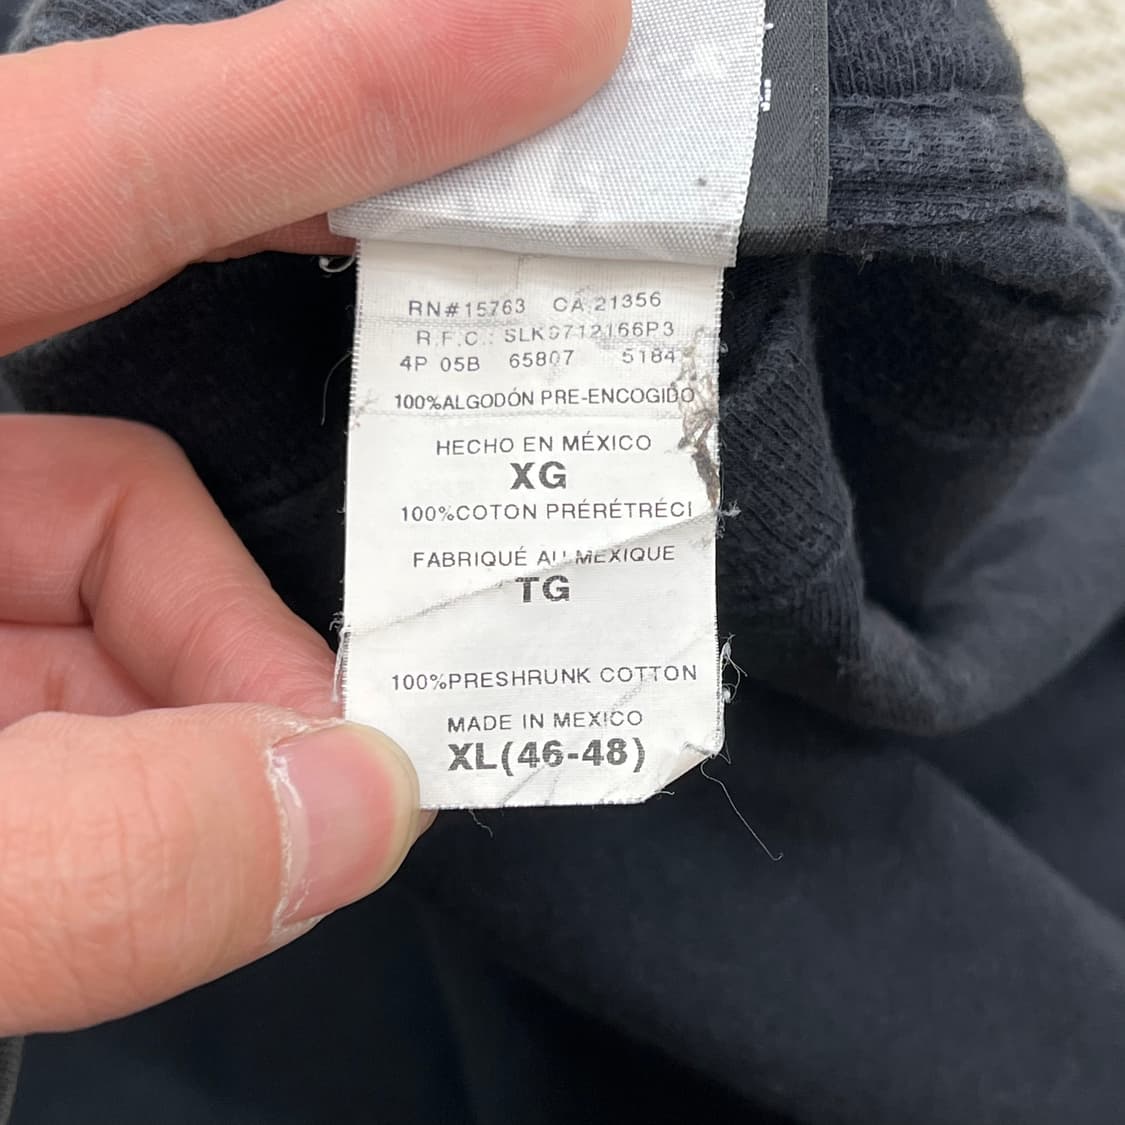 RN#15763 CA 21356
R.F.C.: SLK9712166P3
4P 05B 65807 5184
100%ALGODÓN PRE-ENCOGIDO
HECHO EN MÉXICO
XG
100%COTON PRÉRÉTRÉCI
FABRIQUÉ AU MEXIQUE
TG
100%PRESHRUNK COTTON
MADE IN MEXICO
XL(46-48)